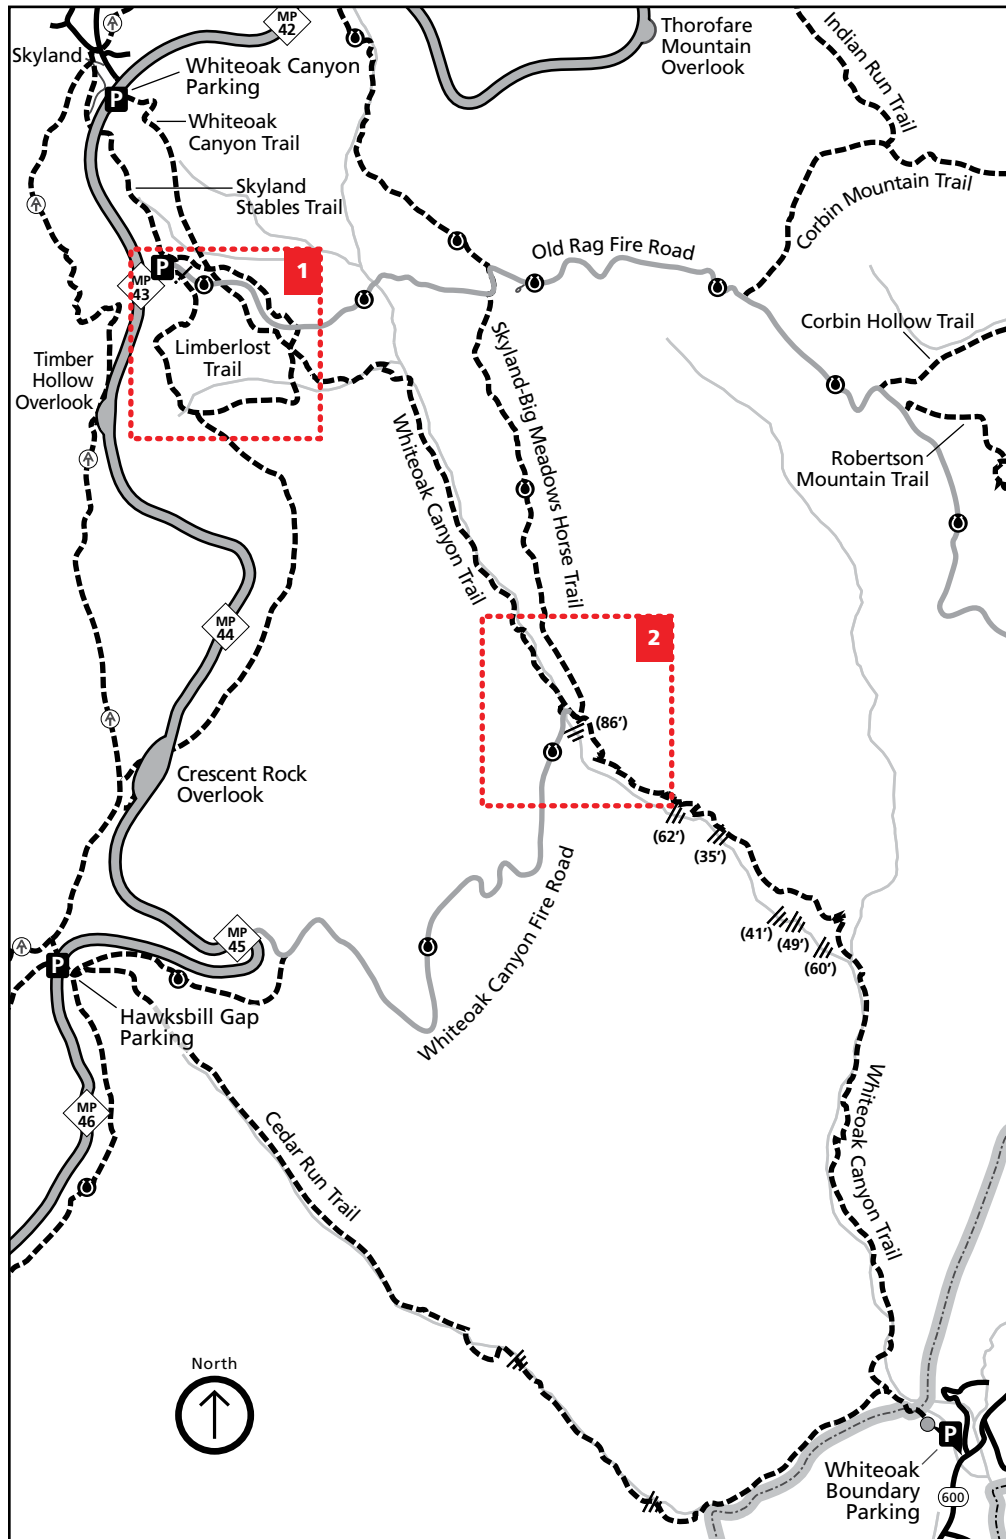 MP
42
Thorofare
Mountain
Overlook
Indian Run Trail
Skyland
Whiteoak Canyon
Parking
P
Whiteoak
Canyon Trail
Skyland
Stables Trail
Corbin Mountain Trail
Old Rag Fire Road
1
P
MP
43
Corbin Hollow Trail
Limberlost
Trail
Timber
Hollow
Overlook
Skyland-Big Meadows Horse Trail
Whiteoak Canyon Trail
Robertson
Mountain Trail
MP
44
2
(86')
Crescent Rock
Overlook
(62')
(35')
(41')
(49')
(60')
MP
45
P
Whiteoak Canyon Fire Road
Hawksbill Gap
Parking
MP
46
Cedar Run Trail
Whiteoak Canyon Trail
North
P
Whiteoak
Boundary
Parking
600